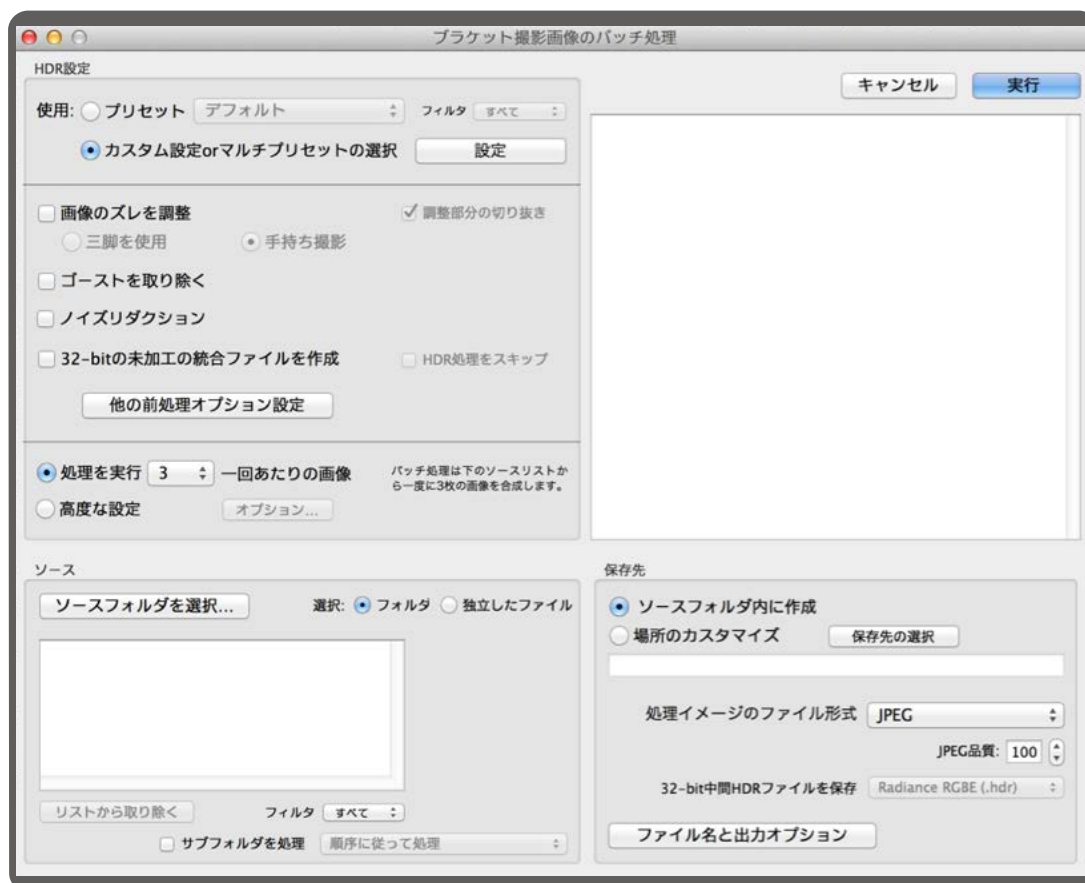 ブラケット撮影画像のバッチ処理
HDR設定
キャンセル 実行
使用: プリセット デフォルト フィルタ すべて
カスタム設定orマルチプリセットの選択 設定
画像のズレを調整 調整部分の切り抜き
三脚を使用 手持ち撮影
ゴーストを取り除く
ノイズリダクション
32-bitの未加工の統合ファイルを作成 HDR処理をスキップ
他の前処理オプション設定
処理を実行 3 一回あたりの画像
バッチ処理は下のソースリストか
ら一度に3枚の画像を合成します。
高度な設定 オプション...
ソース
ソースフォルダを選択... 選択: フォルダ 独立したファイル
リストから取り除く フィルタ すべて
サブフォルダを処理 順序に従って処理
保存先
ソースフォルダ内に作成
場所のカスタマイズ 保存先の選択
処理イメージのファイル形式 JPEG
JPEG品質: 100
32-bit中間HDRファイルを保存 Radiance RGBE (.hdr)
ファイル名と出力オプション